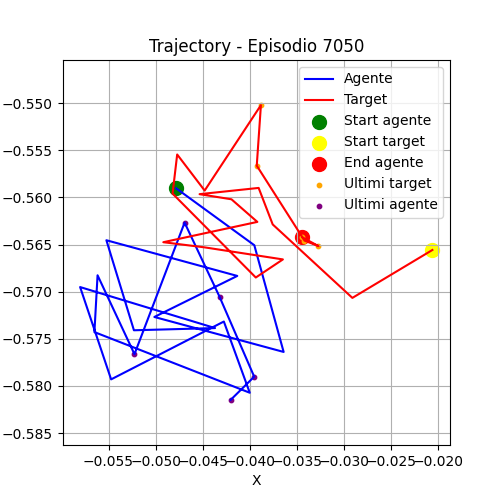 Trajectory - Episodio 7050
Agente
Target
Start agente
Start target
End agente
Ultimi target
Ultimi agente
−0.550
−0.555
−0.560
−0.565
−0.570
−0.575
−0.580
−0.585
−0.055 −0.050 −0.045 −0.040 −0.035 −0.030 −0.025 −0.020
X